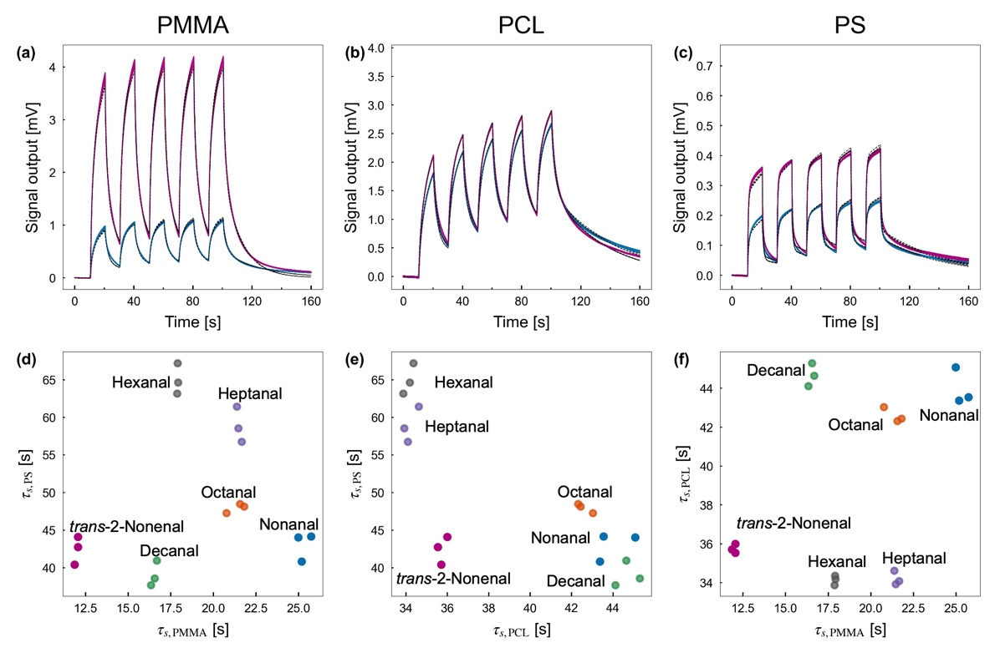 PMMA
PCL
PS
(a)
4
3
2
1
0
Signal output [mV]
0
40
80
120
160
Time [s]
(b)
4.0
3.5
3.0
2.5
2.0
1.5
1.0
0.5
0.0
Signal output [mV]
0
40
80
120
160
Time [s]
(c)
0.7
0.6
0.5
0.4
0.3
0.2
0.1
0.0
Signal output [mV]
0
40
80
120
160
Time [s]
(d)
65
60
55
50
45
40
τs,PS [s]
Hexanal
Heptanal
Octanal
Nonanal
trans-2-Nonenal
Decanal
12.5
15.0
17.5
20.0
22.5
25.0
τs,PMMA [s]
(e)
65
60
55
50
45
40
τs,PS [s]
Hexanal
Heptanal
Octanal
Nonanal
trans-2-Nonenal
Decanal
34
36
38
40
42
44
τs,PCL [s]
(f)
44
42
40
38
36
34
τs,PCL [s]
Decanal
Octanal
Nonanal
trans-2-Nonenal
Hexanal
Heptanal
12.5
15.0
17.5
20.0
22.5
25.0
τs,PMMA [s]